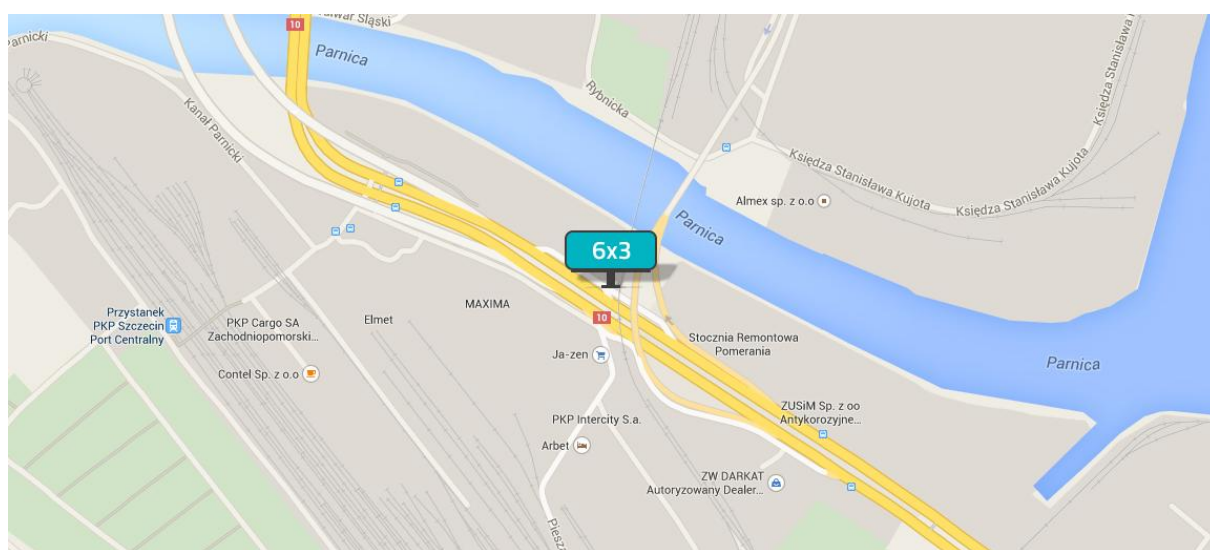 10
Parnica
Parnicki
Rybnicka
Kanał Parnicki
Księdza Stanisława Kujota
Księdza Stanisława Kujota
Almex sp. z o.o
Księdza Stanisława
Parnica
6x3
MAXIMA
Elmet
Przystanek
PKP Szczecin
Port Centralny
PKP Cargo SA
Zachodniopomorski...
10
Stocznia Remontowa
Pomerania
Ja-zen
Parnica
Contel Sp. z o.o
PKP Intercity S.a.
ZUSiM Sp. z oo
Antykorozyjne...
Arbet
ZW DARKAT
Autoryzowany Dealer...